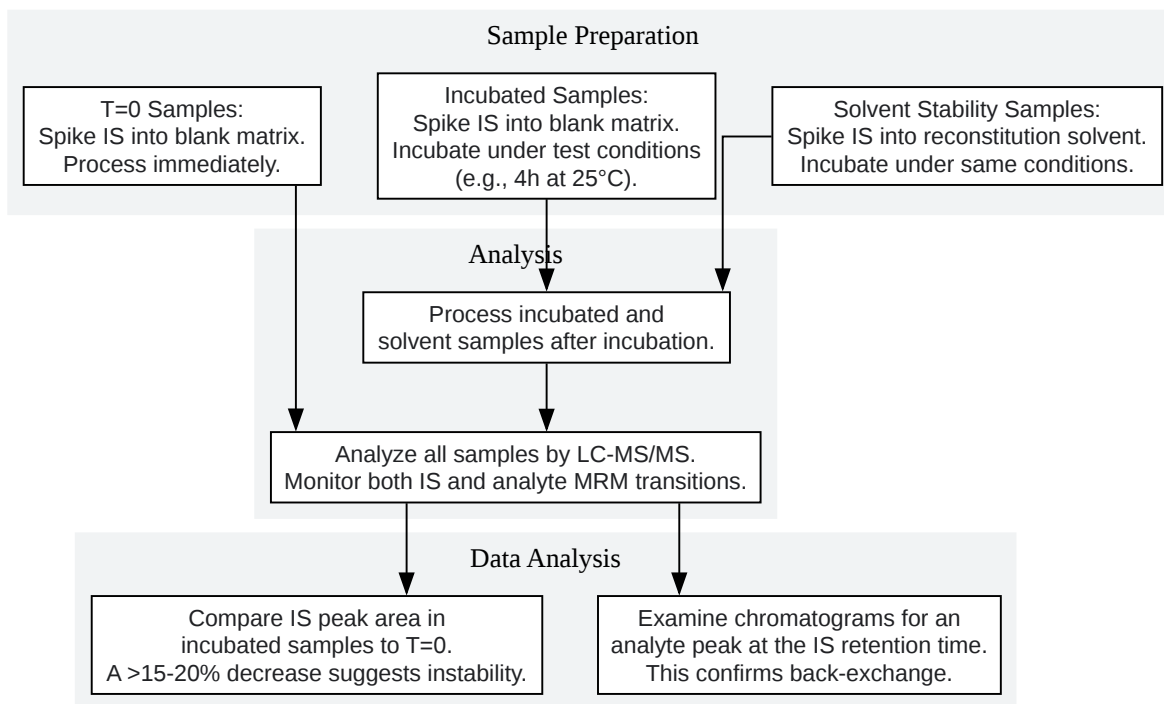 Sample Preparation
T=0 Samples:
Spike IS into blank matrix.
Process immediately.
Incubated Samples:
Spike IS into blank matrix.
Incubate under test conditions
(e.g., 4h at 25°C).
Solvent Stability Samples:
Spike IS into reconstitution solvent.
Incubate under same conditions.
Analysis
Process incubated and
solvent samples after incubation.
Analyze all samples by LC-MS/MS.
Monitor both IS and analyte MRM transitions.
Data Analysis
Compare IS peak area in
incubated samples to T=0.
A >15-20% decrease suggests instability.
Examine chromatograms for an
analyte peak at the IS retention time.
This confirms back-exchange.